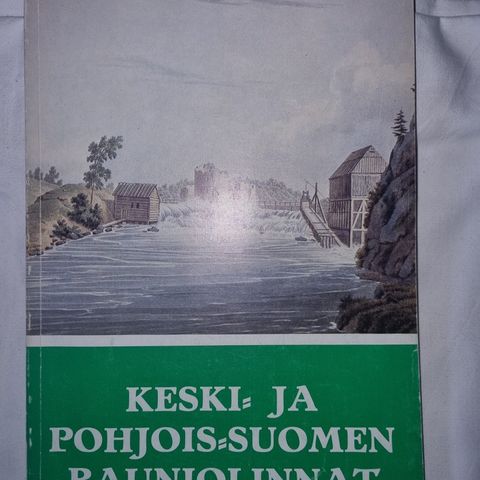 KESKI- JA
POHJOIS-SUOMEN
RAUNIOLINNAT